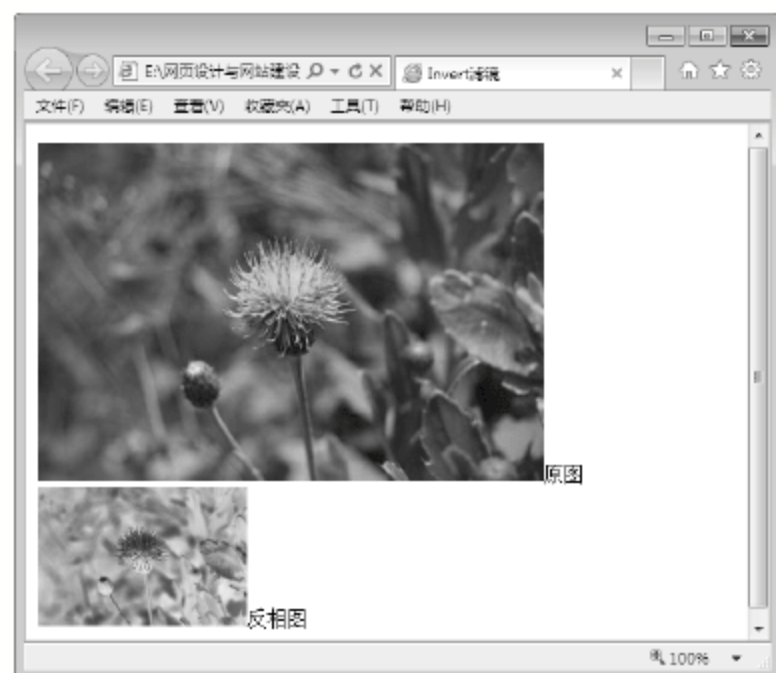 E:\网页设计与网站建设
Invert滤镜
文件(F) 编辑(E) 查看(V) 收藏夹(A) 工具(T) 帮助(H)
原图
反相图
100%